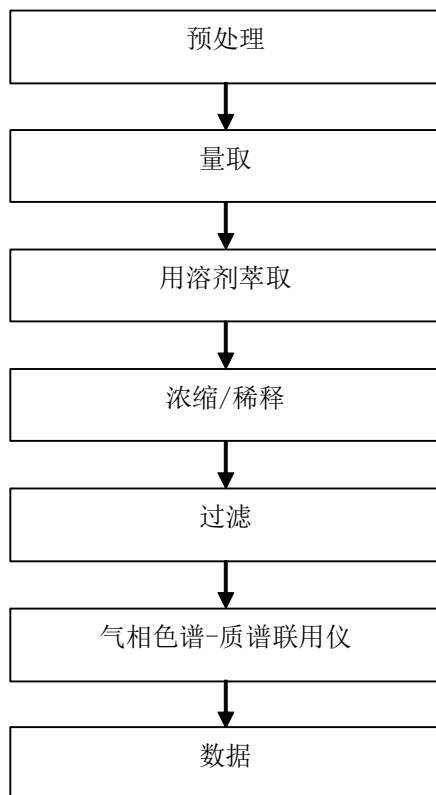 预处理
量取
用溶剂萃取
浓缩/稀释
过滤
气相色谱-质谱联用仪
数据